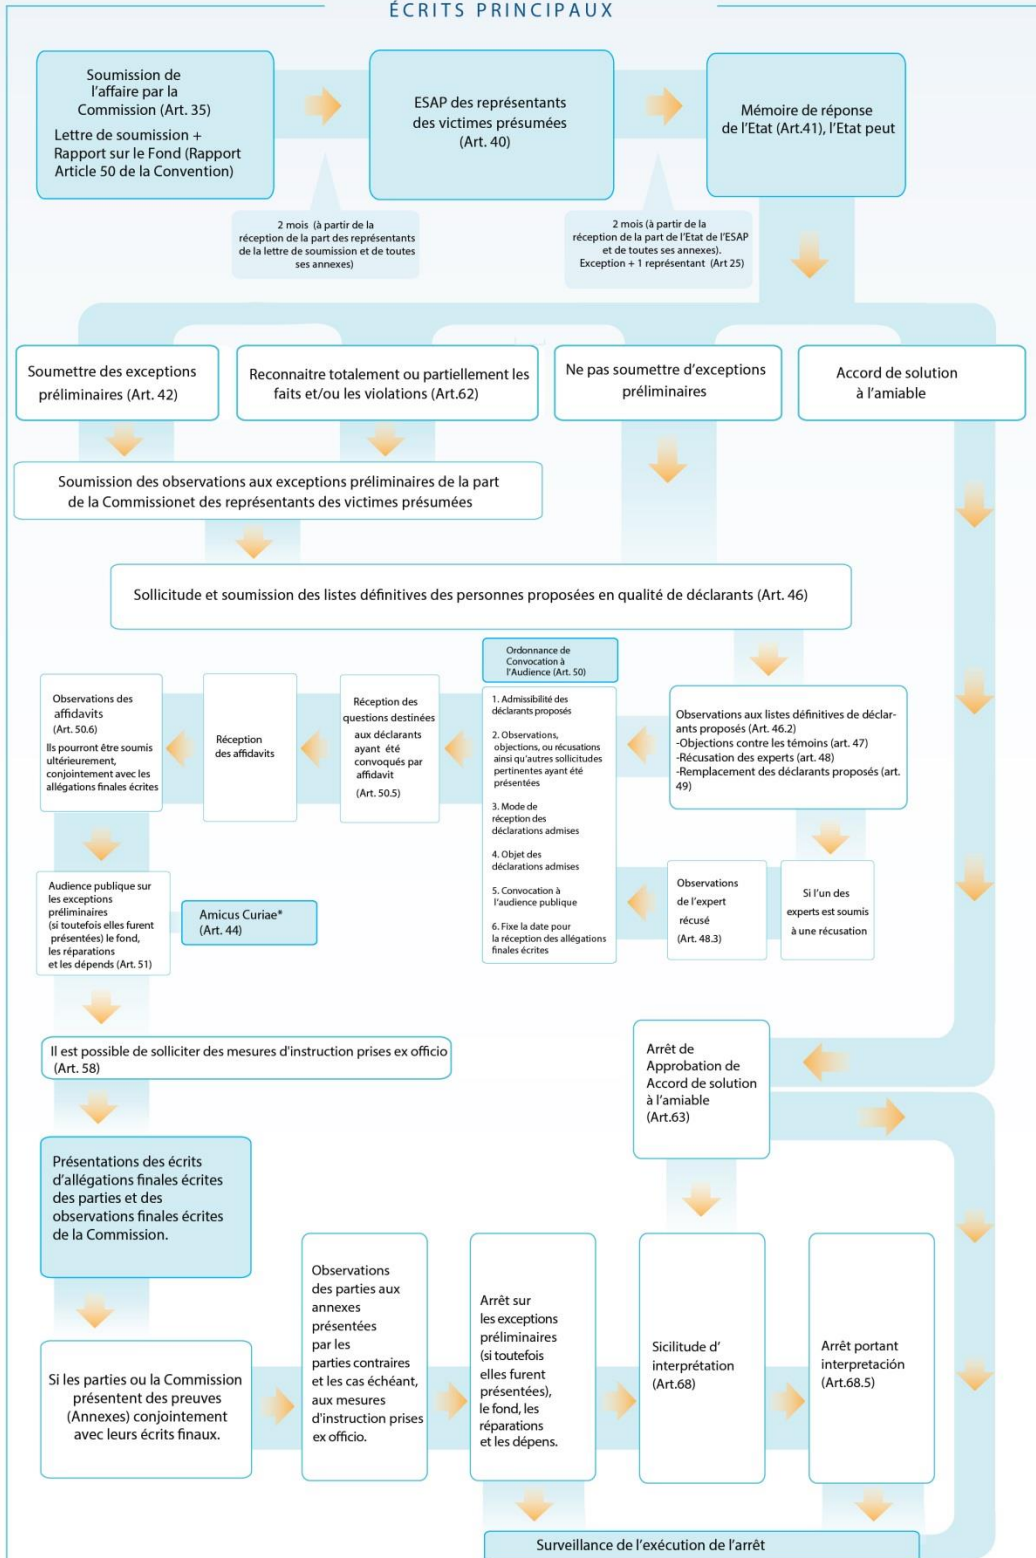 ÉCRITS PRINCIPAUX
Soumission de
l'affaire par la
Commission (Art. 35)
Lettre de soumission +
Rapport sur le Fond (Rapport
Article 50 de la Convention)
ESAP des représentants
des victimes présumées
(Art. 40)
Mémoire de réponse
de l'Etat (Art.41), l'Etat peut
2 mois (à partir de la
réception de la part des représentants
de la lettre de soumission et de toutes
ses annexes)
2 mois (à partir de la
réception de la part de l'Etat de l'ESAP
et de toutes ses annexes).
Exception + 1 représentant (Art 25)
Soumettre des exceptions
préliminaires (Art. 42)
Reconnaitre totalement ou partiellement les
faits et/ou les violations (Art.62)
Ne pas soumettre d'exceptions
préliminaires
Accord de solution
à l'amiable
Soumission des observations aux exceptions préliminaires de la part
de la Commissionet des représentants des victimes présumées
Sollicitude et soumission des listes définitives des personnes proposées en qualité de déclarants (Art. 46)
Observations des
affidavits
(Art. 50.6)
Ils pourront être soumis
ultérieurement,
conjointement avec les
allégations finales écrites
Réception
des affidavits
Réception des
questions destinées
aux déclarants
ayant été
convoqués par
affidavit
(Art. 50.5)
Ordonnance de
Convocation à
l'Audience (Art. 50)
1. Admissibilité des
déclarants proposés
2. Observations,
objections, ou récusations
ainsi qu'autres sollicitudes
pertinentes ayant été
présentées
3. Mode de
réception des
déclarations admises
4. Objet des
déclarations admises
5. Convocation à
l'audience publique
6. Fixe la date pour
la réception des allégations
finales écrites
Observations aux listes définitives de déclar-
ants proposés (Art. 46.2)
-Objections contre les témoins (art. 47)
-Récusation des experts (art. 48)
-Remplacement des déclarants proposés (art.
49)
Observations
de l'expert
récusé
(Art. 48.3)
Si l'un des
experts est soumis
à une récusation
Audience publique sur
les exceptions
préliminaires
(si toutefois elles furent
présentées) le fond,
les réparations
et les dépends (Art. 51)
Amicus Curiae*
(Art. 44)
Il est possible de solliciter des mesures d'instruction prises ex officio
(Art. 58)
Arrêt de
Approbation de
Accord de solution
à l'amiable
(Art.63)
Présentations des écrits
d'allégations finales écrites
des parties et des
observations finales écrites
de la Commission.
Si les parties ou la Commission
présentent des preuves
(Annexes) conjointement
avec leurs écrits finaux.
Observations
des parties aux
annexes
présentées
par les
parties contraires
et les cas échéant,
aux mesures
d'instruction prises
ex officio.
Arrêt sur
les exceptions
préliminaires
(si toutefois
elles furent
présentées),
le fond, les
réparations
et les dépens.
Sicilitude d'
interprétation
(Art.68)
Arrêt portant
interpretación
(Art.68.5)
Surveillance de l'exécution de l'arrêt